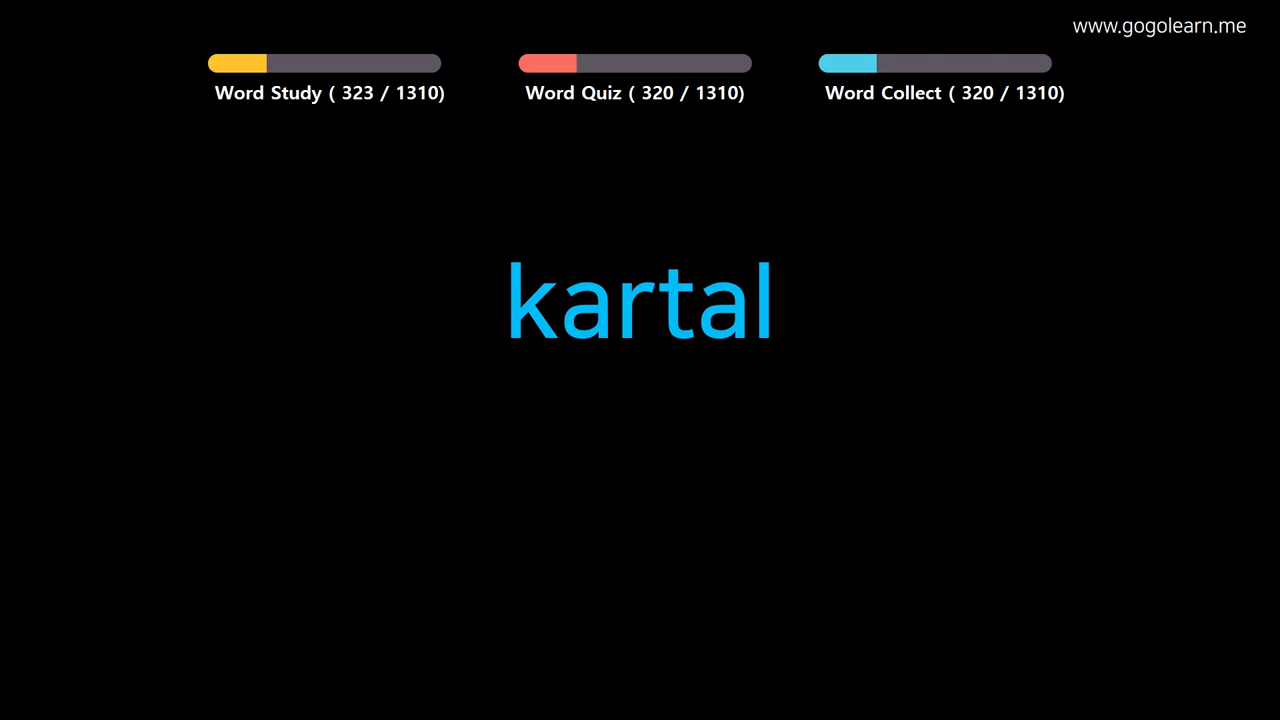 www.gogolearn.me
Word Study ( 323 / 1310)
Word Quiz ( 320 / 1310)
Word Collect ( 320 / 1310)
kartal